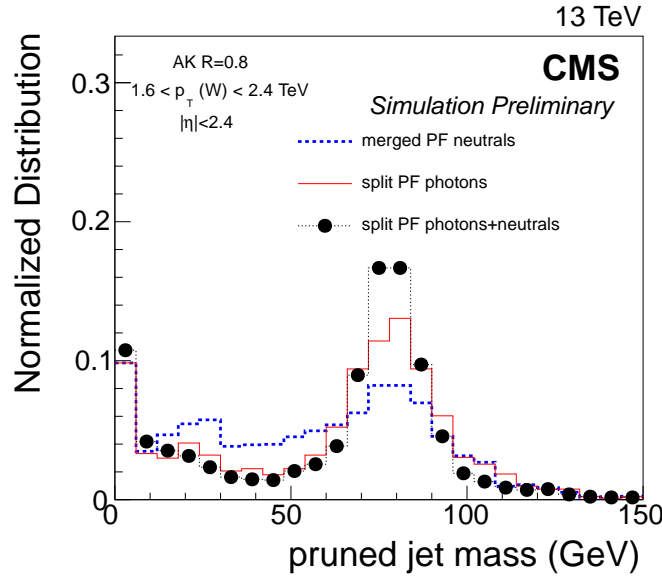 13 TeV
AK R=0.8
CMS
1.6 < p_T (W) < 2.4 TeV
Simulation Preliminary
|η|<2.4
merged PF neutrals
split PF photons
split PF photons+neutrals
Normalized Distribution
0.3
0.2
0.1
0
0 50 100 150
pruned jet mass (GeV)